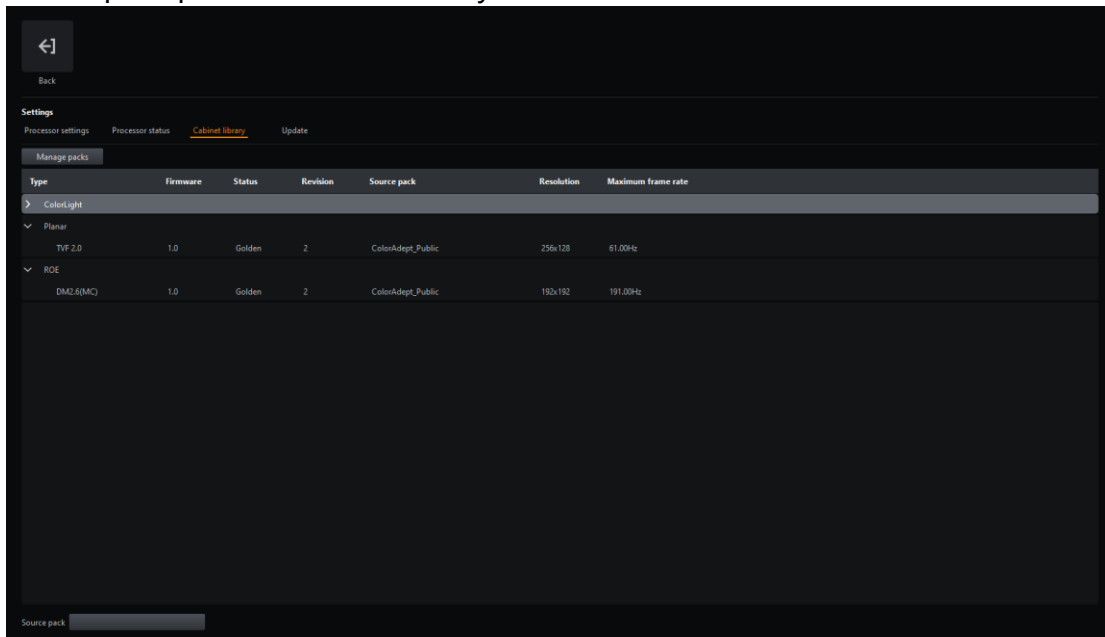 Back
Settings
Processor settings Processor status Cabinet library Update
Manage packs
Type Firmware Status Revision Source pack Resolution Maximum frame rate
ColorLight
Planar
TVF 2.0 1.0 Golden 2 ColorAdept_Public 256x128 61.00Hz
ROE
DM2.6(MC) 1.0 Golden 2 ColorAdept_Public 192x192 191.00Hz
Source pack